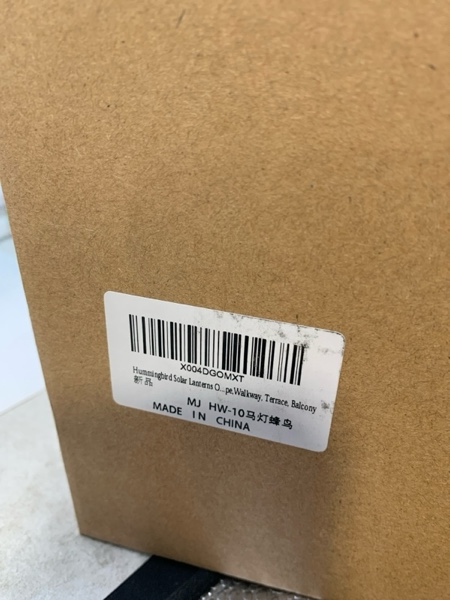 X004DGOMXT
Hummingbird Solar Lanterns O...pe,Walkway, Terrace, Balcony
新品
MJ HW-10马灯蜂鸟
MADE IN CHINA